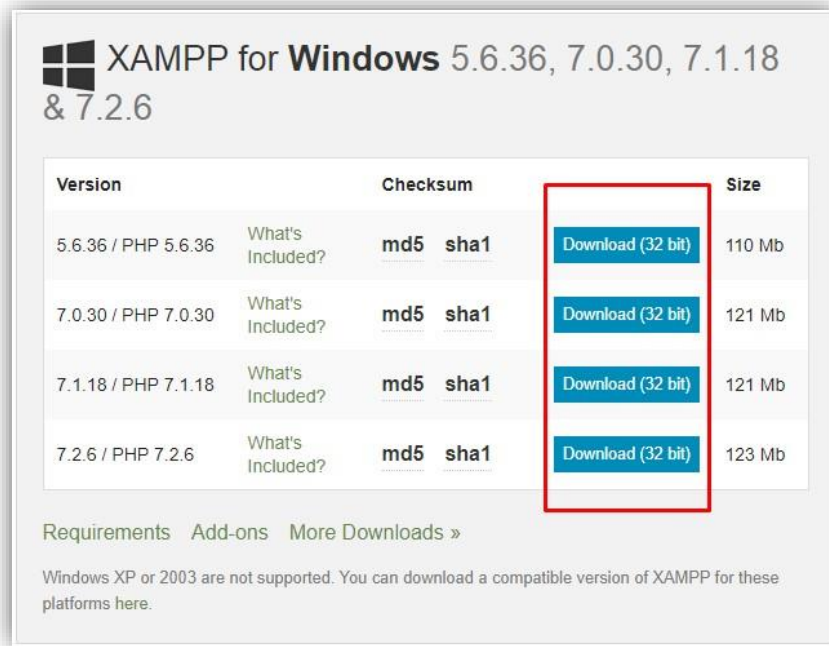 XAMPP for Windows 5.6.36, 7.0.30, 7.1.18
& 7.2.6
Version Checksum Size
5.6.36 / PHP 5.6.36 What's Included? md5 sha1 Download (32 bit) 110 Mb
7.0.30 / PHP 7.0.30 What's Included? md5 sha1 Download (32 bit) 121 Mb
7.1.18 / PHP 7.1.18 What's Included? md5 sha1 Download (32 bit) 121 Mb
7.2.6 / PHP 7.2.6 What's Included? md5 sha1 Download (32 bit) 123 Mb
Requirements Add-ons More Downloads »
Windows XP or 2003 are not supported. You can download a compatible version of XAMPP for these
platforms here.